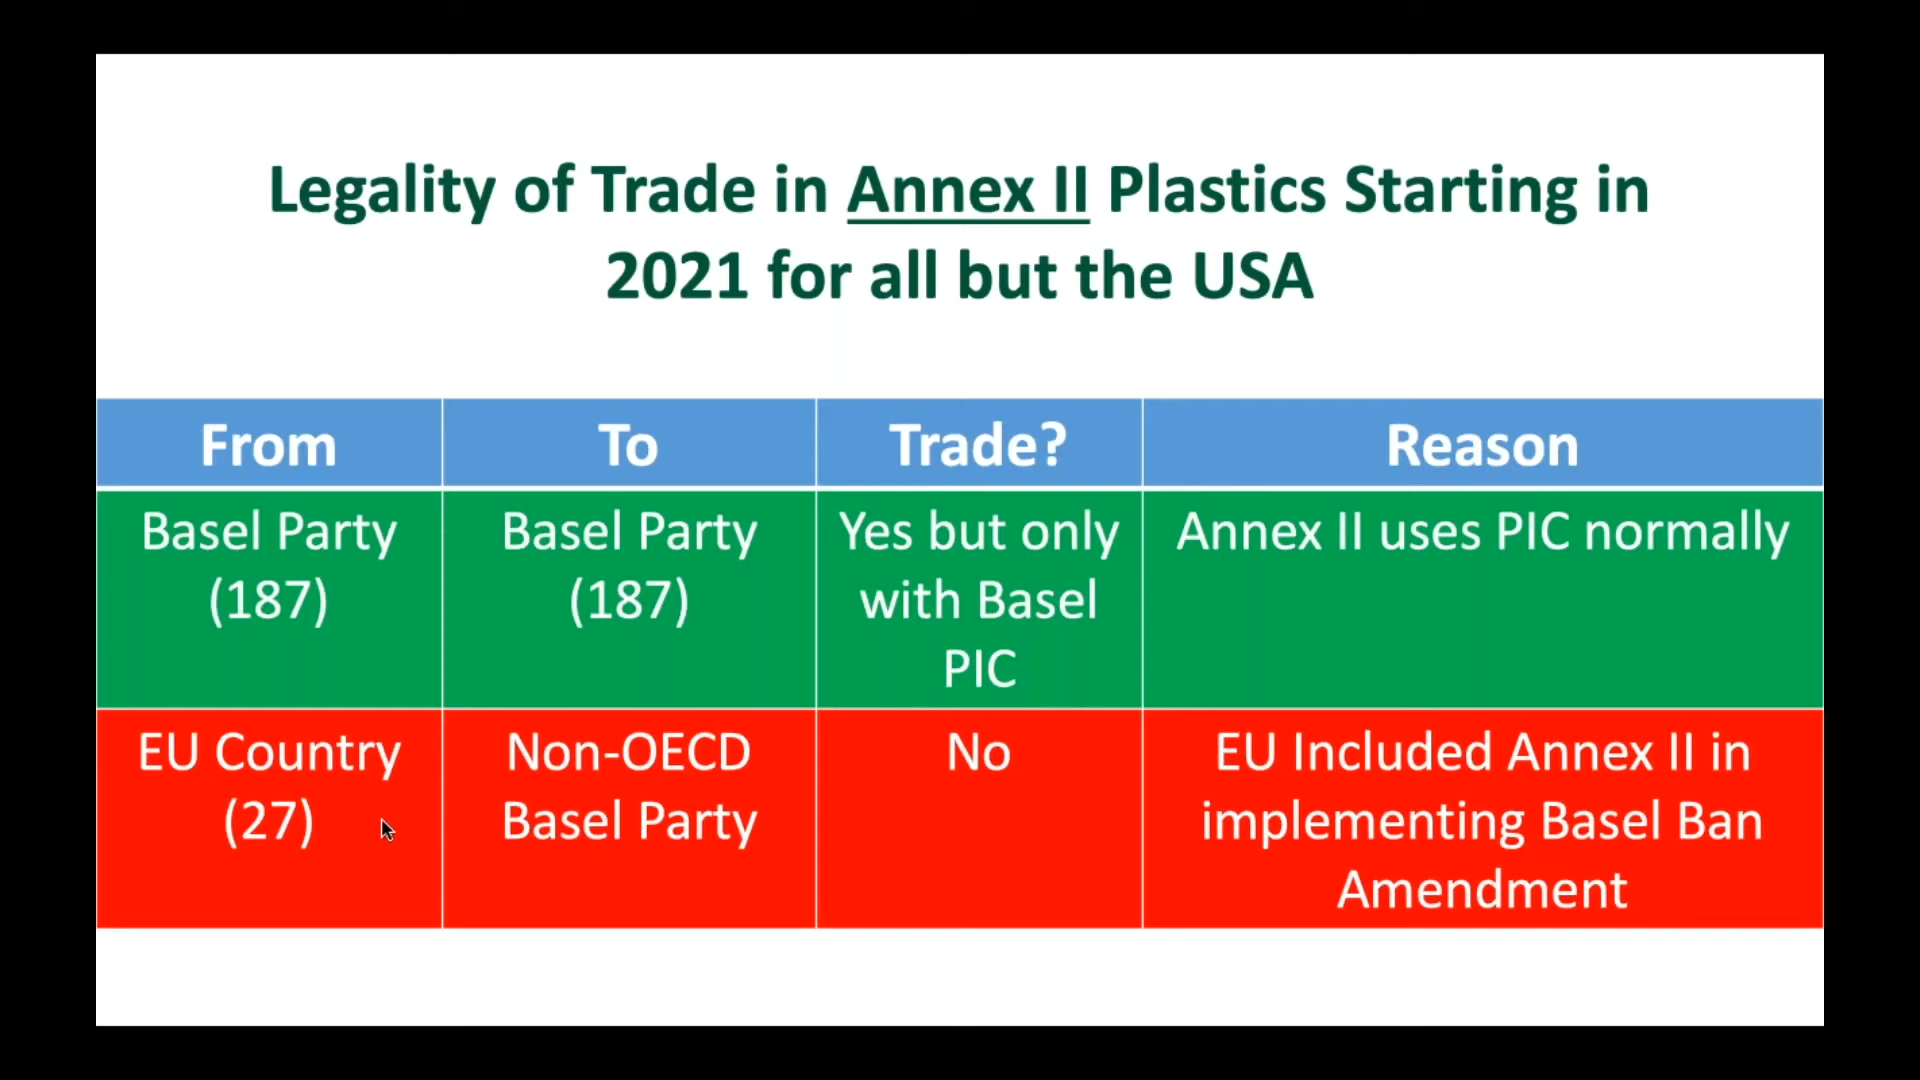 Legality of Trade in Annex II Plastics Starting in
2021 for all but the USA
From To Trade? Reason
Basel Party Basel Party Yes but only Annex II uses PIC normally
(187) (187) with Basel
PIC
EU Country Non-OECD No EU Included Annex II in
(27) Basel Party implementing Basel Ban
Amendment